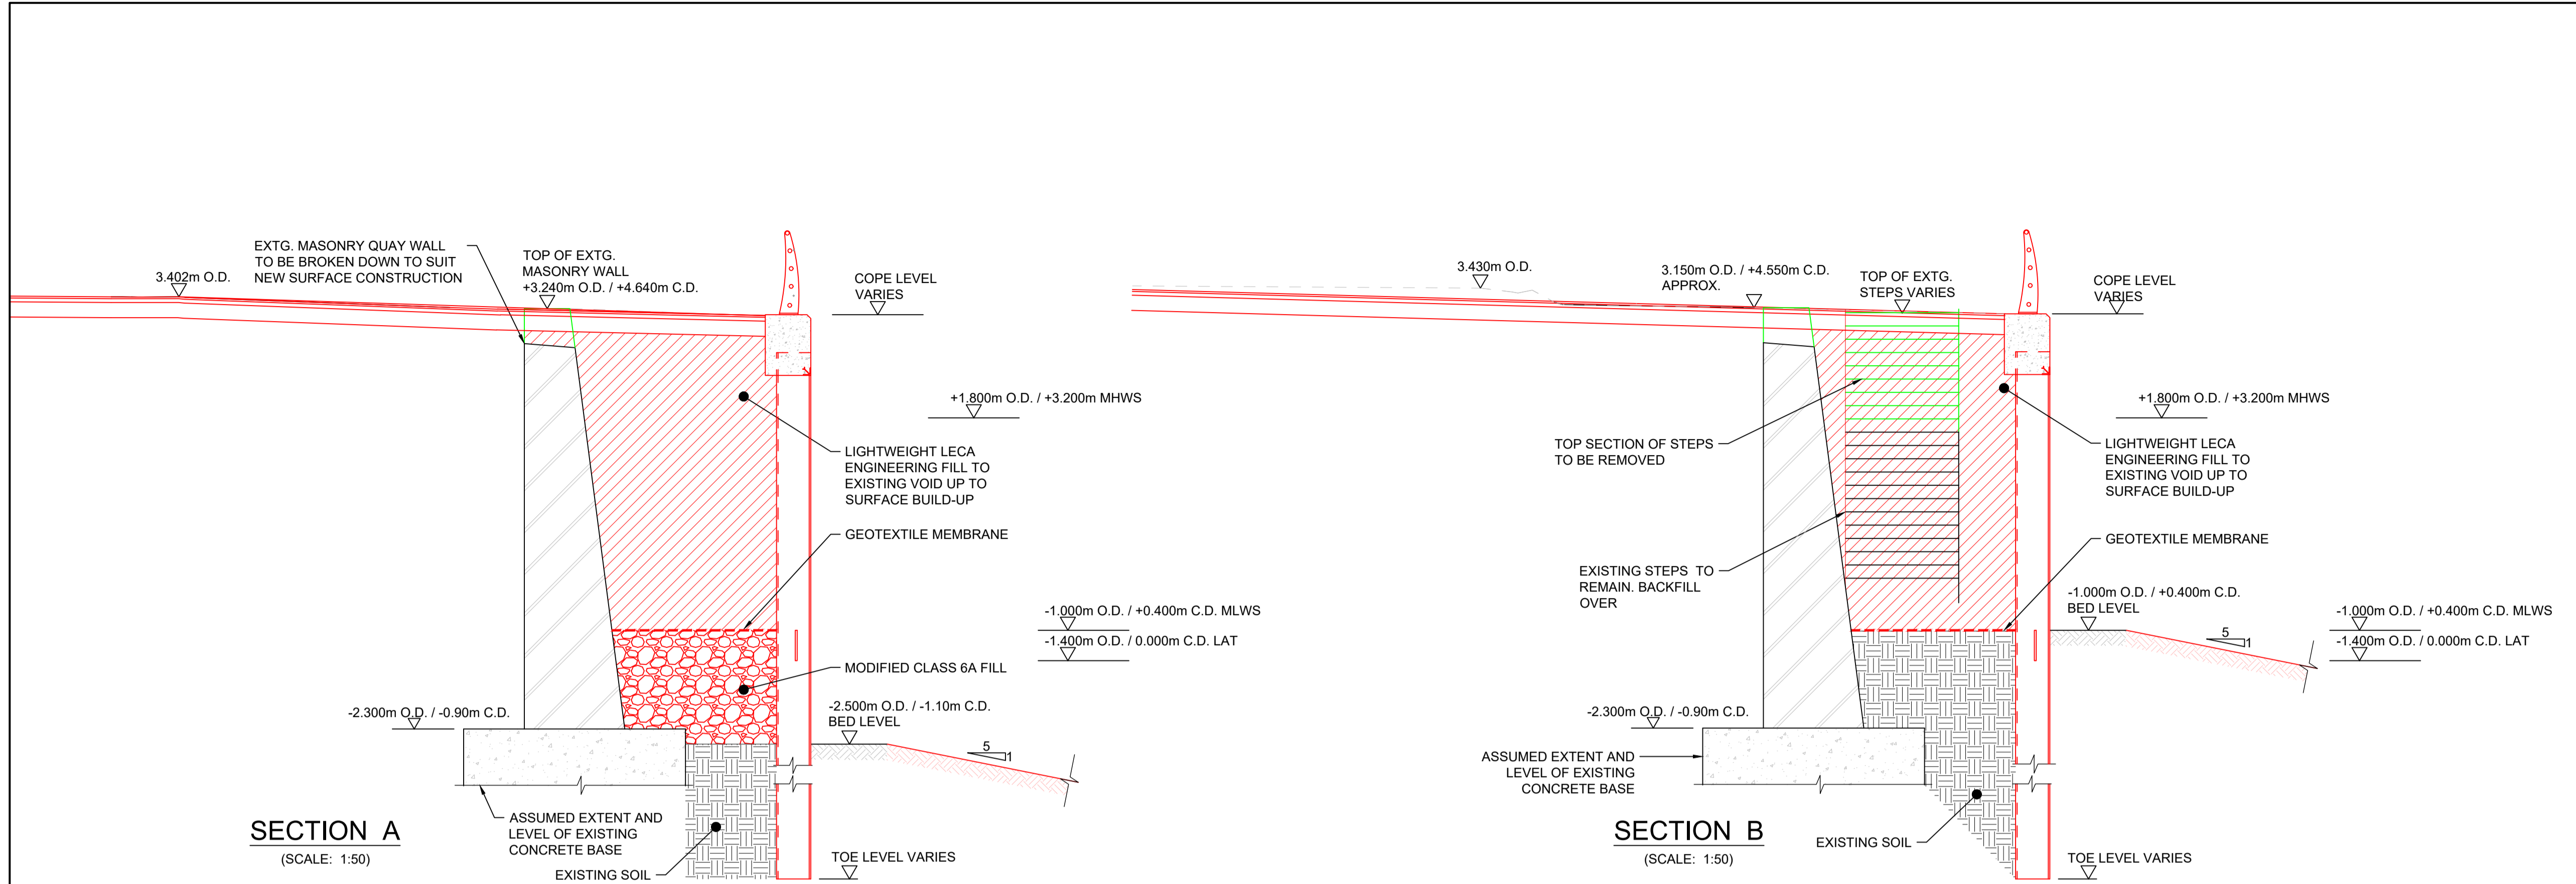 EXTG. MASONRY QUAY WALL
TO BE BROKEN DOWN TO SUIT
NEW SURFACE CONSTRUCTION
3.402m O.D.
TOP OF EXTG.
MASONRY WALL
+3.240m O.D. / +4.640m C.D.
COPE LEVEL
VARIES
+1.800m O.D. / +3.200m MHWS
LIGHTWEIGHT LECA
ENGINEERING FILL TO
EXISTING VOID UP TO
SURFACE BUILD-UP
GEOTEXTILE MEMBRANE
-1.000m O.D. / +0.400m C.D. MLWS
-1.400m O.D. / 0.000m C.D. LAT
MODIFIED CLASS 6A FILL
-2.500m O.D. / -1.10m C.D.
BED LEVEL
-2.300m O.D. / -0.90m C.D.
5
1
ASSUMED EXTENT AND
LEVEL OF EXISTING
CONCRETE BASE
EXISTING SOIL
TOE LEVEL VARIES
SECTION A
(SCALE: 1:50)
3.430m O.D.
3.150m O.D. / +4.550m C.D.
APPROX.
TOP OF EXTG.
STEPS VARIES
COPE LEVEL
VARIES
+1.800m O.D. / +3.200m MHWS
TOP SECTION OF STEPS
TO BE REMOVED
LIGHTWEIGHT LECA
ENGINEERING FILL TO
EXISTING VOID UP TO
SURFACE BUILD-UP
GEOTEXTILE MEMBRANE
EXISTING STEPS TO
REMAIN. BACKFILL
OVER
-1.000m O.D. / +0.400m C.D.
BED LEVEL
-1.000m O.D. / +0.400m C.D. MLWS
-1.400m O.D. / 0.000m C.D. LAT
5
1
-2.300m O.D. / -0.90m C.D.
ASSUMED EXTENT AND
LEVEL OF EXISTING
CONCRETE BASE
EXISTING SOIL
TOE LEVEL VARIES
SECTION B
(SCALE: 1:50)